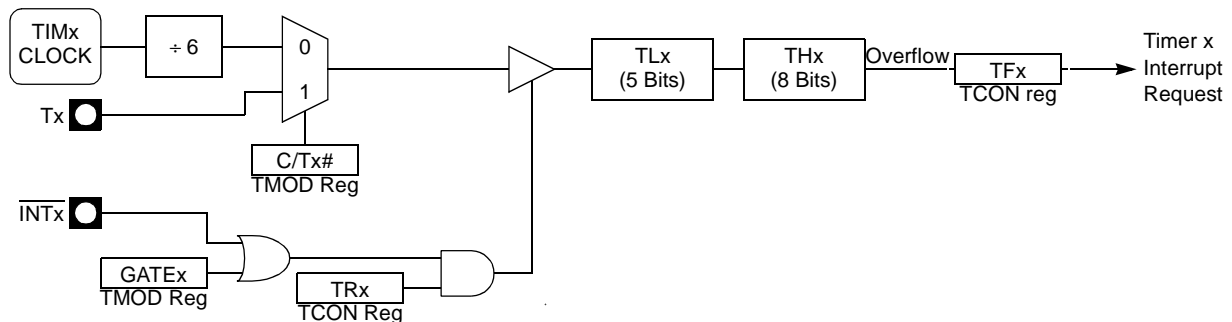 TIMx
CLOCK
÷ 6
0
1
Tx
C/Tx#
TMOD Reg
TLx
(5 Bits)
THx
(8 Bits)
Overflow
TFx
TCON reg
Timer x
Interrupt
Request
INTx
GATEx
TMOD Reg
TRx
TCON Reg